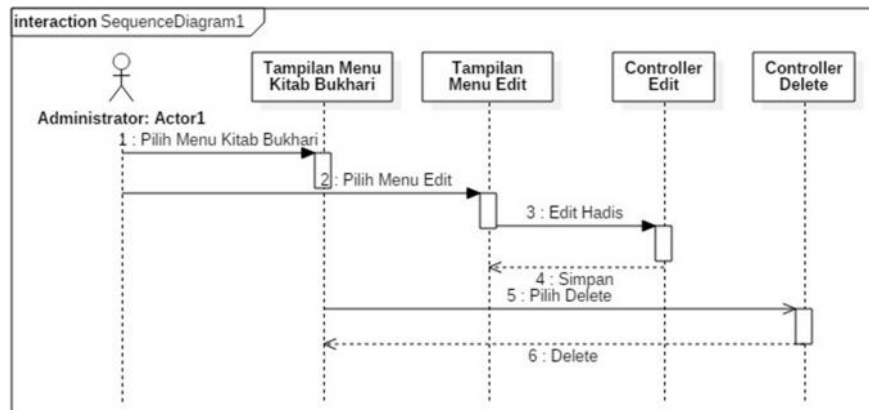 interaction SequenceDiagram1
Tampilan Menu
Kitab Bukhari
Tampilan
Menu Edit
Controller
Edit
Controller
Delete
Administrator: Actor1
1 : Pilih Menu Kitab Bukhari
2 : Pilih Menu Edit
3 : Edit Hadis
4 : Simpan
5 : Pilih Delete
6 : Delete